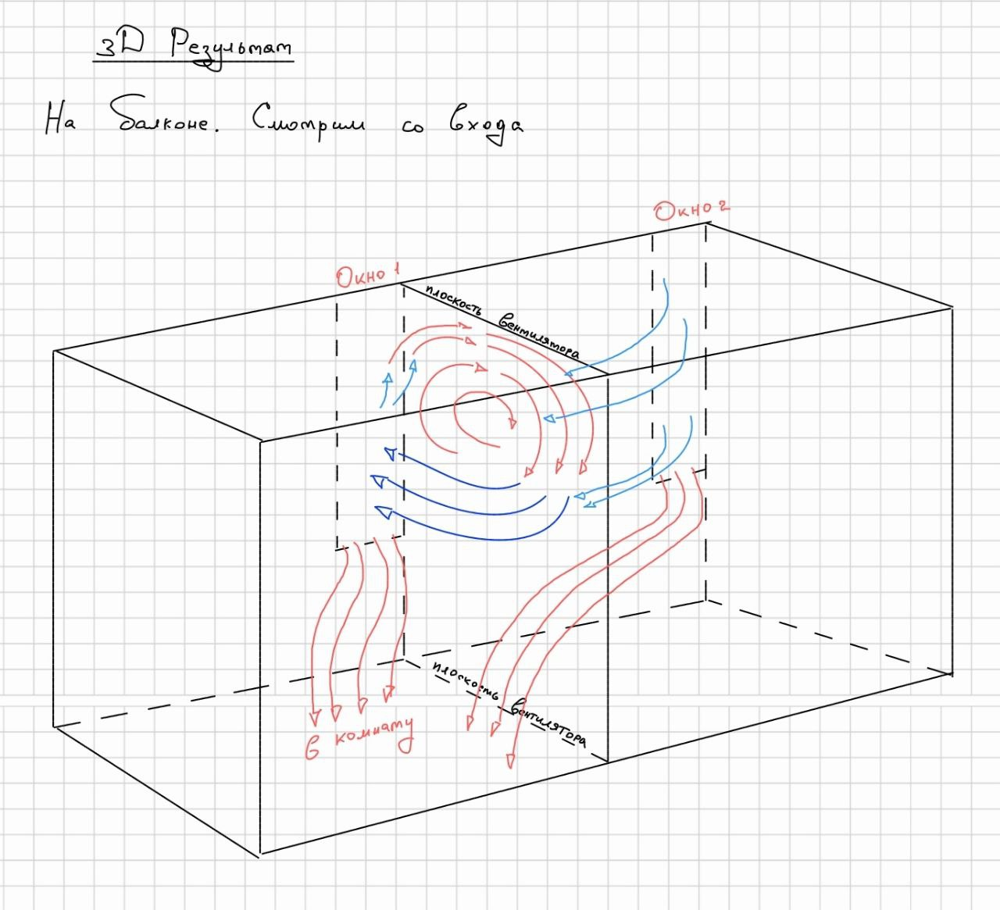 3D Результат
На балконе. Смотрим со входа
Окно 2
Окно 1
плоскость вентилятора
плоскость вентилятора
в комнату